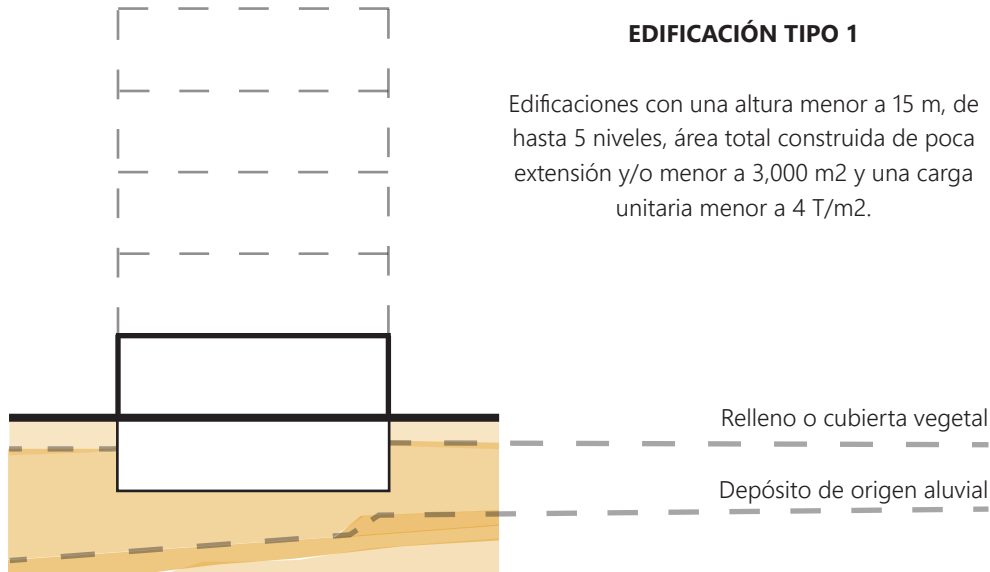 EDIFICACIÓN TIPO 1
Edificaciones con una altura menor a 15 m, de
hasta 5 niveles, área total construida de poca
extensión y/o menor a 3,000 m2 y una carga
unitaria menor a 4 T/m2.
Relleno o cubierta vegetal
Depósito de origen aluvial